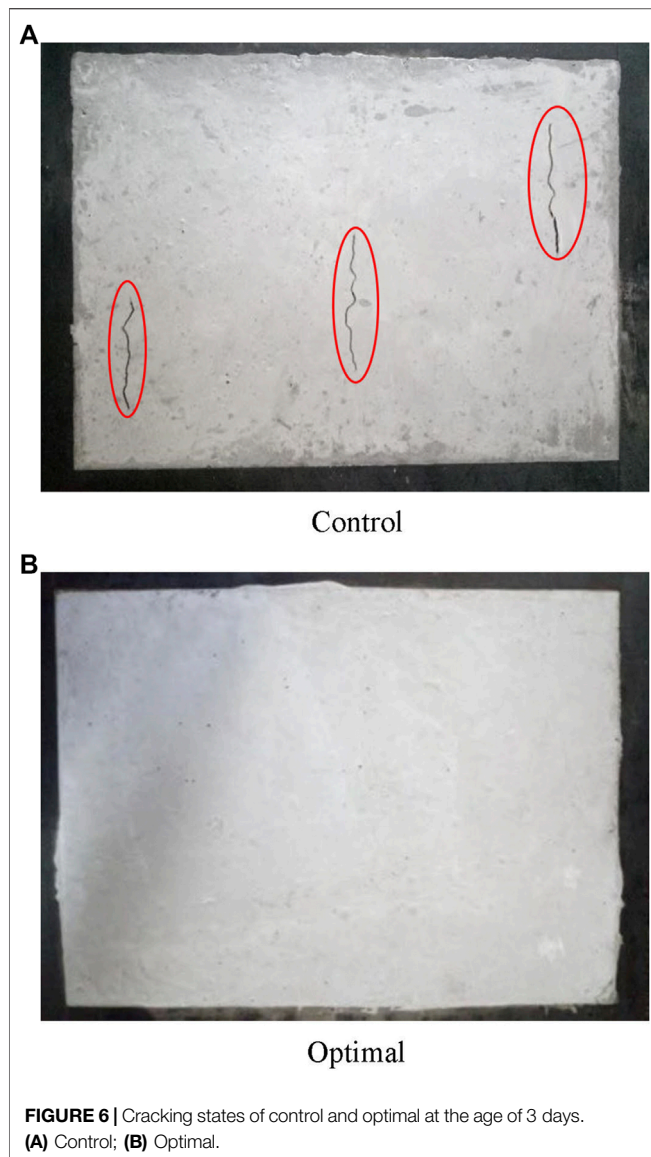 A
Control
B
Optimal
FIGURE 6 | Cracking states of control and optimal at the age of 3 days.
(A) Control; (B) Optimal.